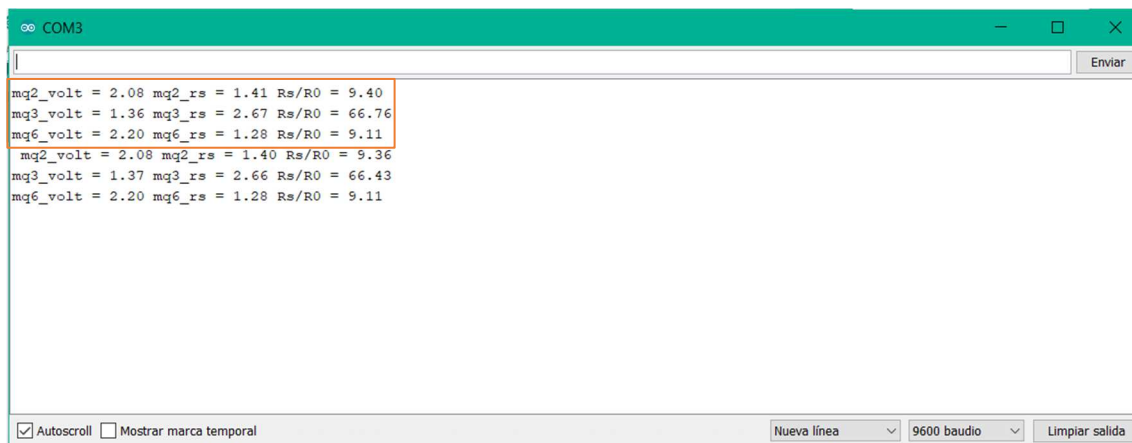 COM3
Enviar
mq2_volt = 2.08 mq2_rs = 1.41 Rs/R0 = 9.40
mq3_volt = 1.36 mq3_rs = 2.67 Rs/R0 = 66.76
mq6_volt = 2.20 mq6_rs = 1.28 Rs/R0 = 9.11
mq2_volt = 2.08 mq2_rs = 1.40 Rs/R0 = 9.36
mq3_volt = 1.37 mq3_rs = 2.66 Rs/R0 = 66.43
mq6_volt = 2.20 mq6_rs = 1.28 Rs/R0 = 9.11
Autoscroll Mostrar marca temporal Nueva línea 9600 baudio Limpiar salida